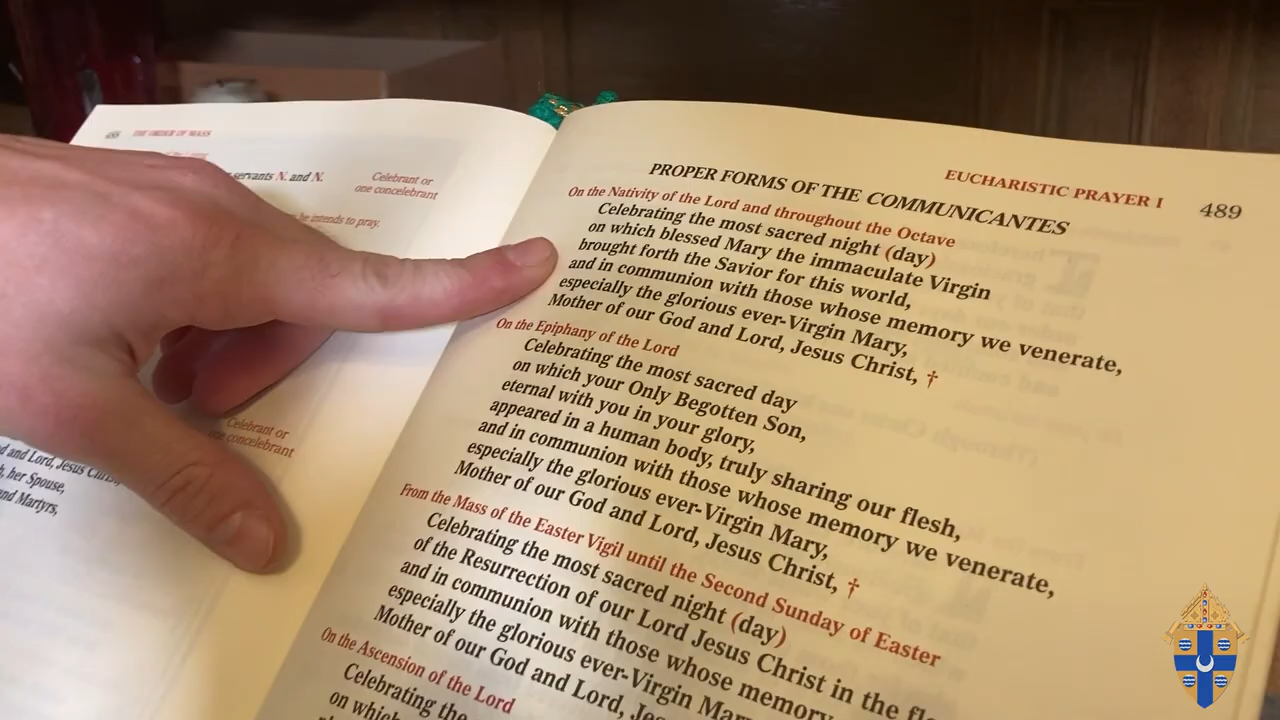 488 THE ORDER OF MASS
servants N. and N.
Celebrant or
one concelebrant
he intends to pray.
Celebrant or
one concelebrant
and Lord, Jesus Christ,
her Spouse,
and Martyrs,
EUCHARISTIC PRAYER I 489
PROPER FORMS OF THE COMMUNICANTES
On the Nativity of the Lord and throughout the Octave
Celebrating the most sacred night (day)
on which blessed Mary the immaculate Virgin
brought forth the Savior for this world,
and in communion with those whose memory we venerate,
especially the glorious ever-Virgin Mary,
Mother of our God and Lord, Jesus Christ, †
On the Epiphany of the Lord
Celebrating the most sacred day
on which your Only Begotten Son,
eternal with you in your glory,
appeared in a human body, truly sharing our flesh,
and in communion with those whose memory we venerate,
especially the glorious ever-Virgin Mary,
Mother of our God and Lord, Jesus Christ, †
From the Mass of the Easter Vigil until the Second Sunday of Easter
Celebrating the most sacred night (day)
of the Resurrection of our Lord Jesus Christ in the
and in communion with those whose memory
especially the glorious ever-Virgin
Mother of our God and Lord,
On the Ascension of the Lord
Celebrating the
on which